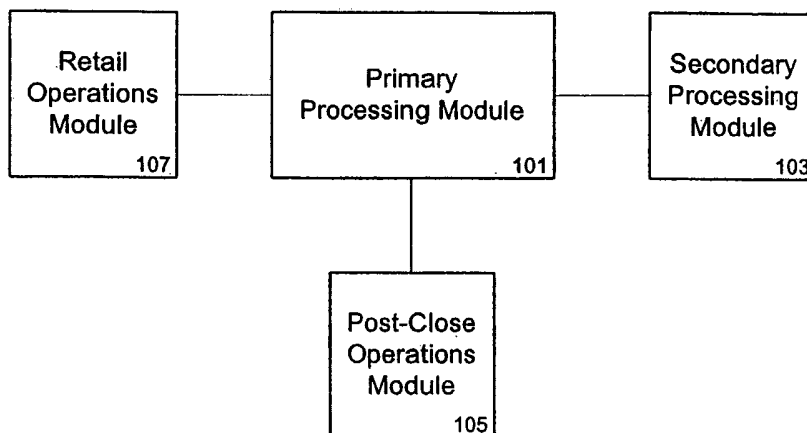 Retail
Operations
Module
107
Primary
Processing Module
101
Secondary
Processing
Module
103
Post-Close
Operations
Module
105